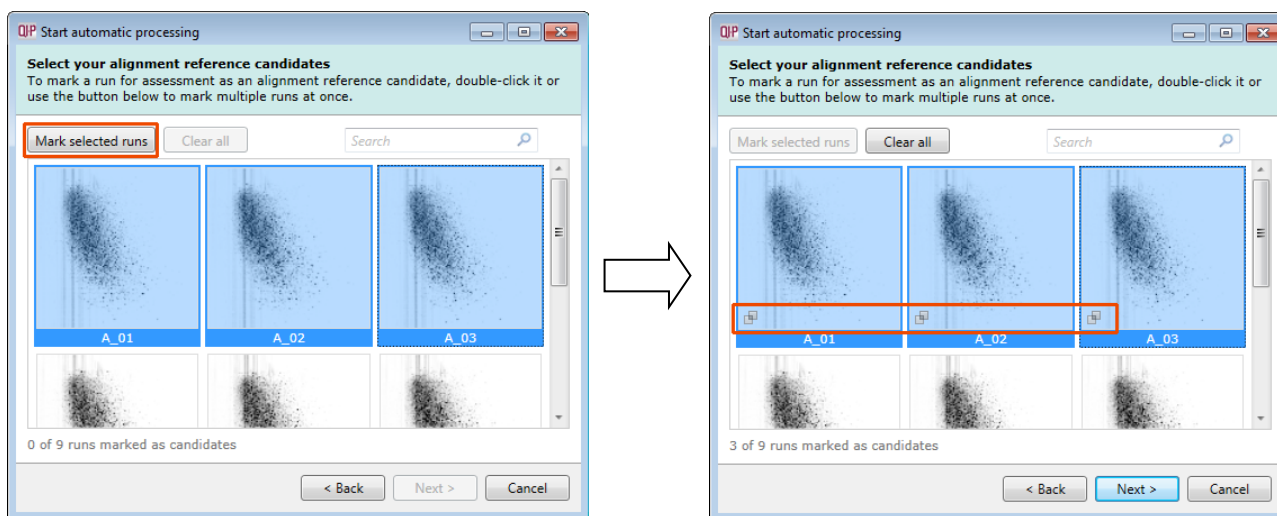 QIP Start automatic processing
Select your alignment reference candidates
To mark a run for assessment as an alignment reference candidate, double-click it or
use the button below to mark multiple runs at once.
Mark selected runs Clear all Search
A_01 A_02 A_03
0 of 9 runs marked as candidates
< Back Next > Cancel
QIP Start automatic processing
Select your alignment reference candidates
To mark a run for assessment as an alignment reference candidate, double-click it or
use the button below to mark multiple runs at once.
Mark selected runs Clear all Search
A_01 A_02 A_03
3 of 9 runs marked as candidates
< Back Next > Cancel